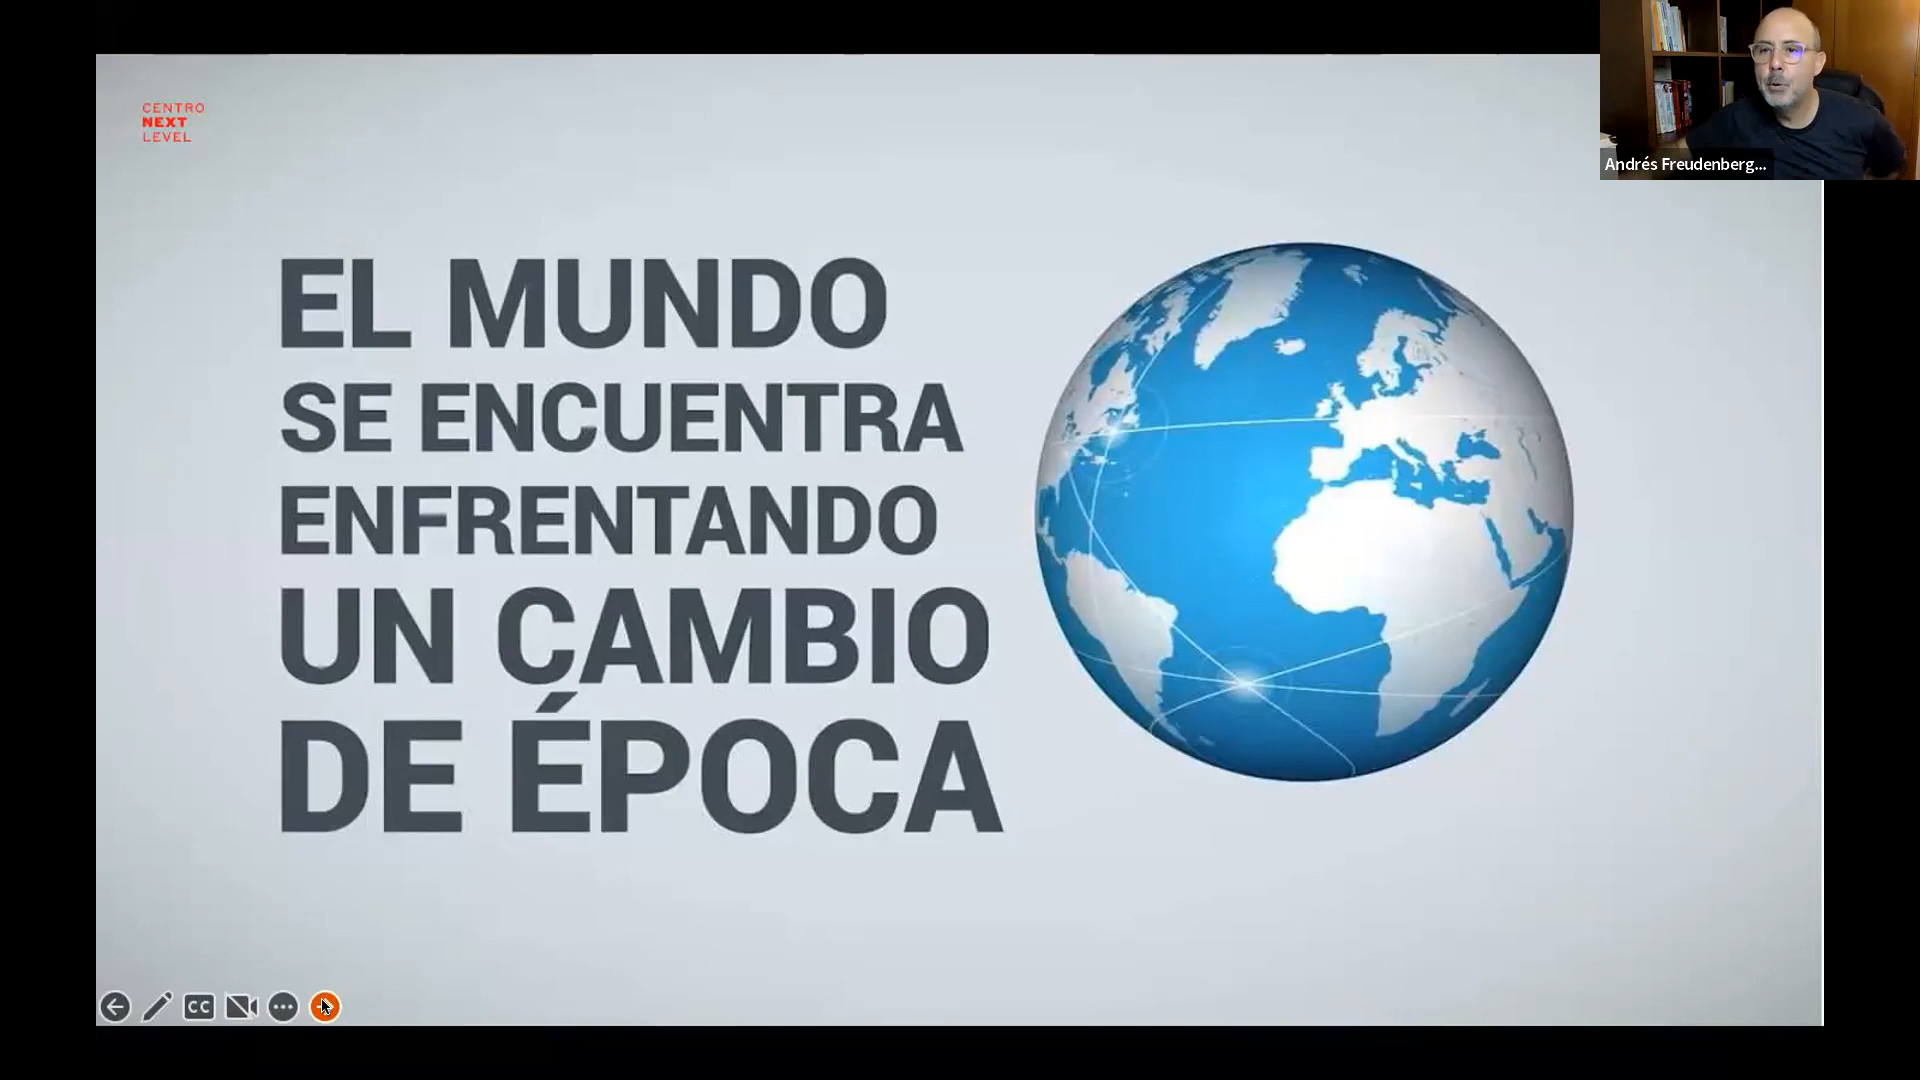 CENTRO
NEXT
LEVEL
Andrés Freudenberg...
EL MUNDO
SE ENCUENTRA
ENFRENTANDO
UN CAMBIO
DE ÉPOCA
CC